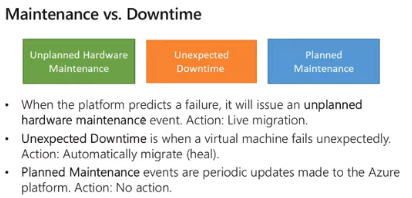 Maintenance vs. Downtime
Unplanned Hardware
Maintenance
Unexpected
Downtime
Planned
Maintenance
• When the platform predicts a failure, it will issue an unplanned
hardware maintenance event. Action: Live migration.
• Unexpected Downtime is when a virtual machine fails unexpectedly.
Action: Automatically migrate (heal).
• Planned Maintenance events are periodic updates made to the Azure
platform. Action: No action.